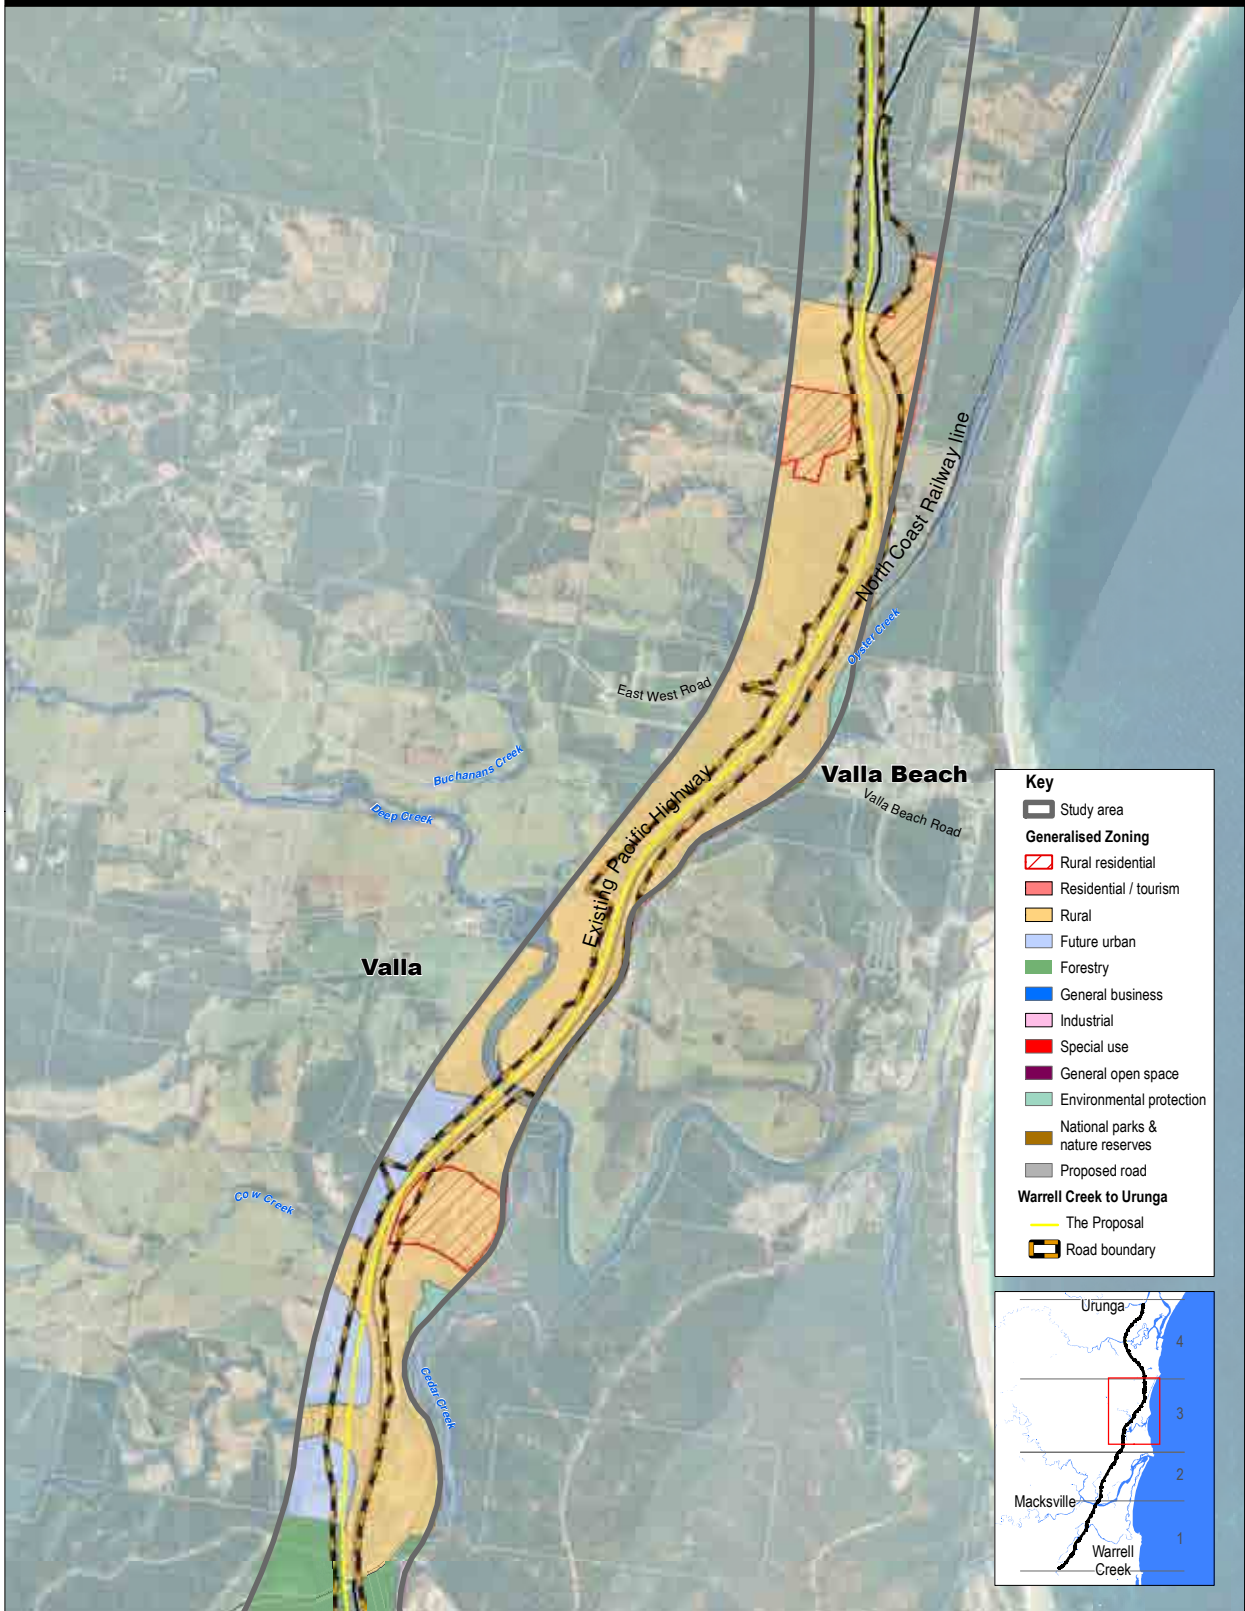 North Coast Railway line
Oyster Creek
East West Road
Buchanans Creek
Deep Creek
Existing Pacific Highway
Valla Beach
Valla Beach Road
Valla
Cow Creek
Cedar Creek
Key
Study area
Generalised Zoning
Rural residential
Residential / tourism
Rural
Future urban
Forestry
General business
Industrial
Special use
General open space
Environmental protection
National parks &
nature reserves
Proposed road
Warrell Creek to Urunga
The Proposal
Road boundary
Urunga
4
3
2
Macksville
1
Warrell
Creek